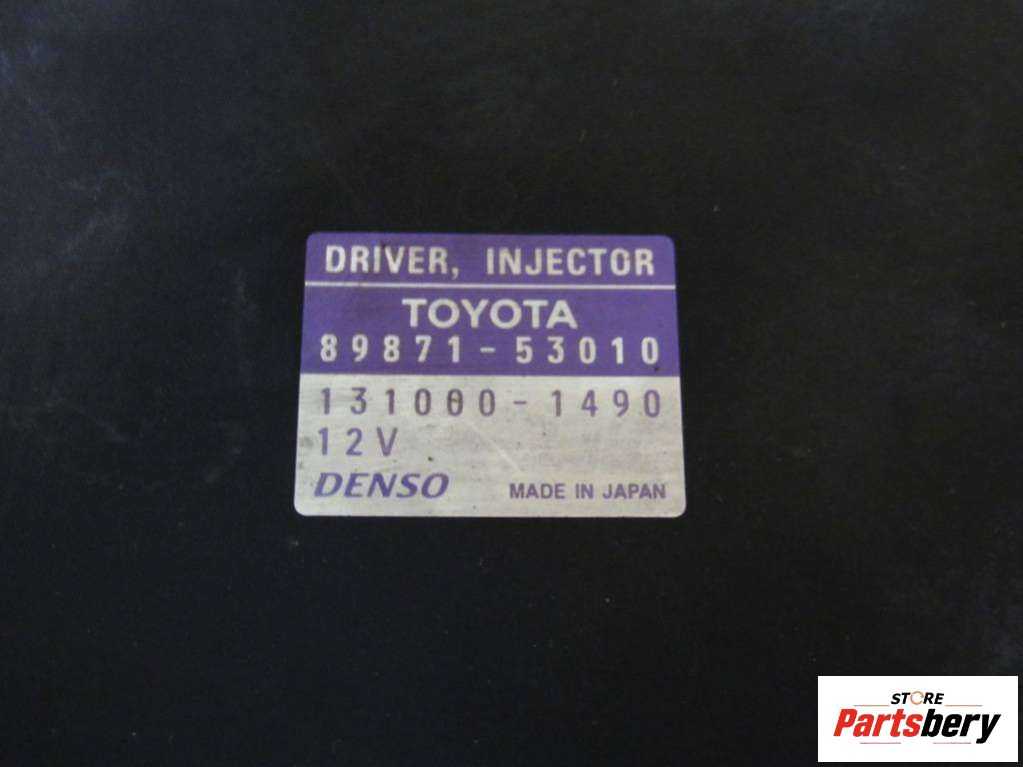 DRIVER, INJECTOR
TOYOTA
89871-53010
131000-1490
12V
DENSO MADE IN JAPAN
STORE
Partsbery